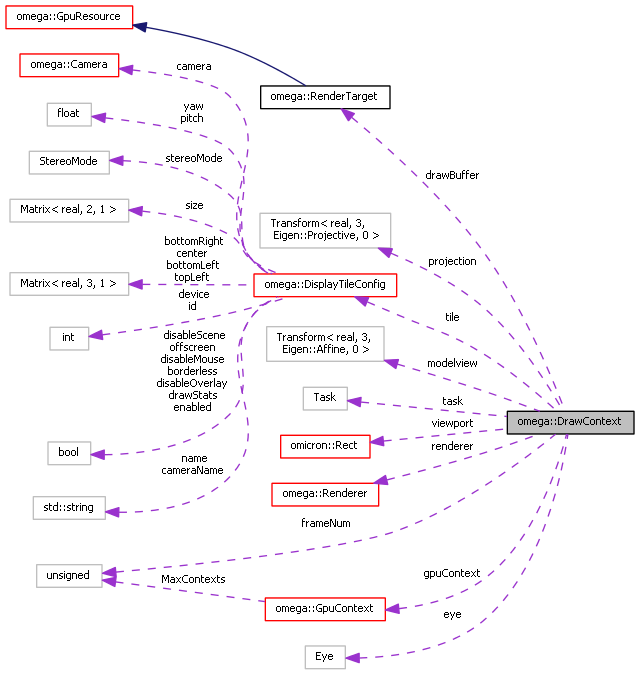 omega::GpuResource
omega::Camera
camera
omega::RenderTarget
float
yaw
pitch
StereoMode
stereoMode
drawBuffer
Matrix< real, 2, 1 >
size
Transform< real, 3,
Eigen::Projective, 0 >
bottomRight
center
bottomLeft
topLeft
projection
Matrix< real, 3, 1 >
omega::DisplayTileConfig
device
id
tile
int
Transform< real, 3,
Eigen::Affine, 0 >
disableScene
offscreen
disableMouse
borderless
disableOverlay
drawStats
enabled
modelview
Task
task
omega::DrawContext
viewport
bool
omicron::Rect
renderer
name
cameraName
omega::Renderer
std::string
frameNum
unsigned
MaxContexts
gpuContext
omega::GpuContext
eye
Eye